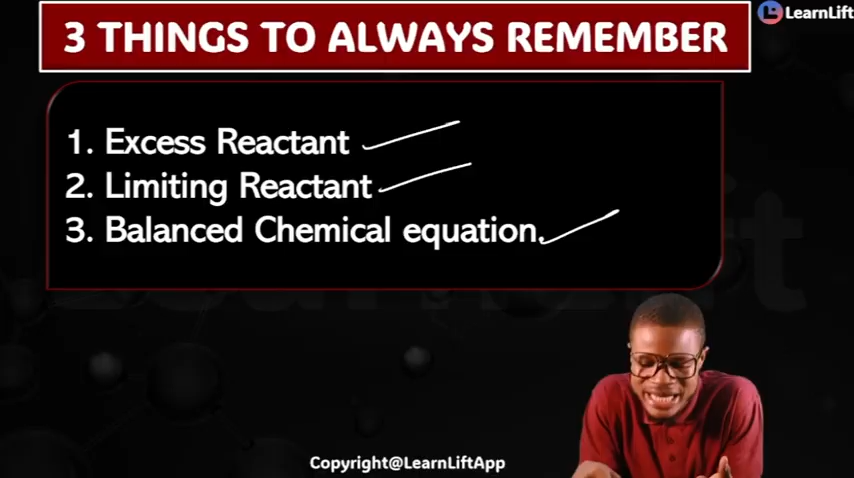 3 THINGS TO ALWAYS REMEMBER
LearnLift
1. Excess Reactant
2. Limiting Reactant
3. Balanced Chemical equation.
Copyright@LearnLiftApp